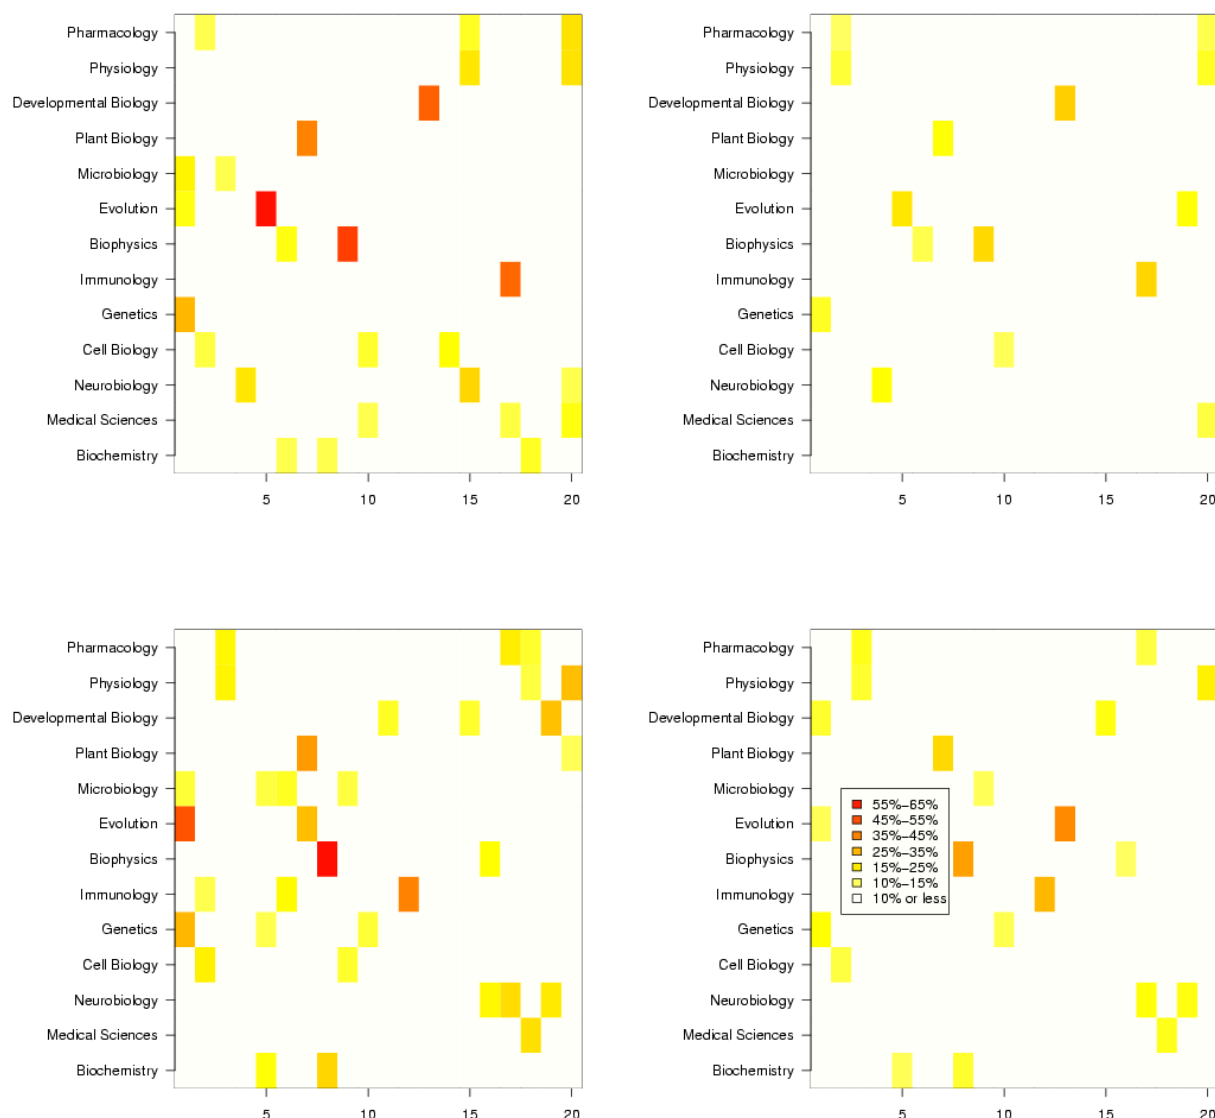 Pharmacology
Physiology
Developmental Biology
Plant Biology
Microbiology
Evolution
Biophysics
Immunology
Genetics
Cell Biology
Neurobiology
Medical Sciences
Biochemistry
5 10 15 20
Pharmacology
Physiology
Developmental Biology
Plant Biology
Microbiology
Evolution
Biophysics
Immunology
Genetics
Cell Biology
Neurobiology
Medical Sciences
Biochemistry
5 10 15 20
Pharmacology
Physiology
Developmental Biology
Plant Biology
Microbiology
Evolution
Biophysics
Immunology
Genetics
Cell Biology
Neurobiology
Medical Sciences
Biochemistry
5 10 15 20
Pharmacology
Physiology
Developmental Biology
Plant Biology
Microbiology
Evolution
Biophysics
Immunology
Genetics
Cell Biology
Neurobiology
Medical Sciences
Biochemistry
55%−65%
45%−55%
35%−45%
25%−35%
15%−25%
10%−15%
10% or less
5 10 15 20